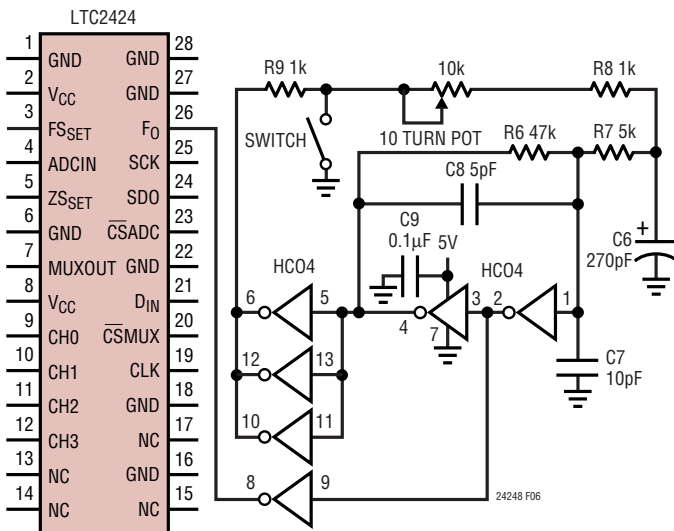 LTC2424
1 GND GND 28
2 VCC GND 27
3 FSSET FO 26
4 ADCIN SCK 25
5 ZSSET SDO 24
6 GND CSADC 23
7 MUXOUT GND 22
8 VCC DIN 21
9 CH0 CSMUX 20
10 CH1 CLK 19
11 CH2 GND 18
12 CH3 NC 17
13 NC GND 16
14 NC NC 15
R9 1k 10k R8 1k
SWITCH 10 TURN POT R6 47k R7 5k
C8 5pF
C9
0.1µF 5V
+ C6
270pF
HC04 HC04
6 5 4 7 3 2 1
12 13
C7
10pF
10 11
8 9
24248 F06